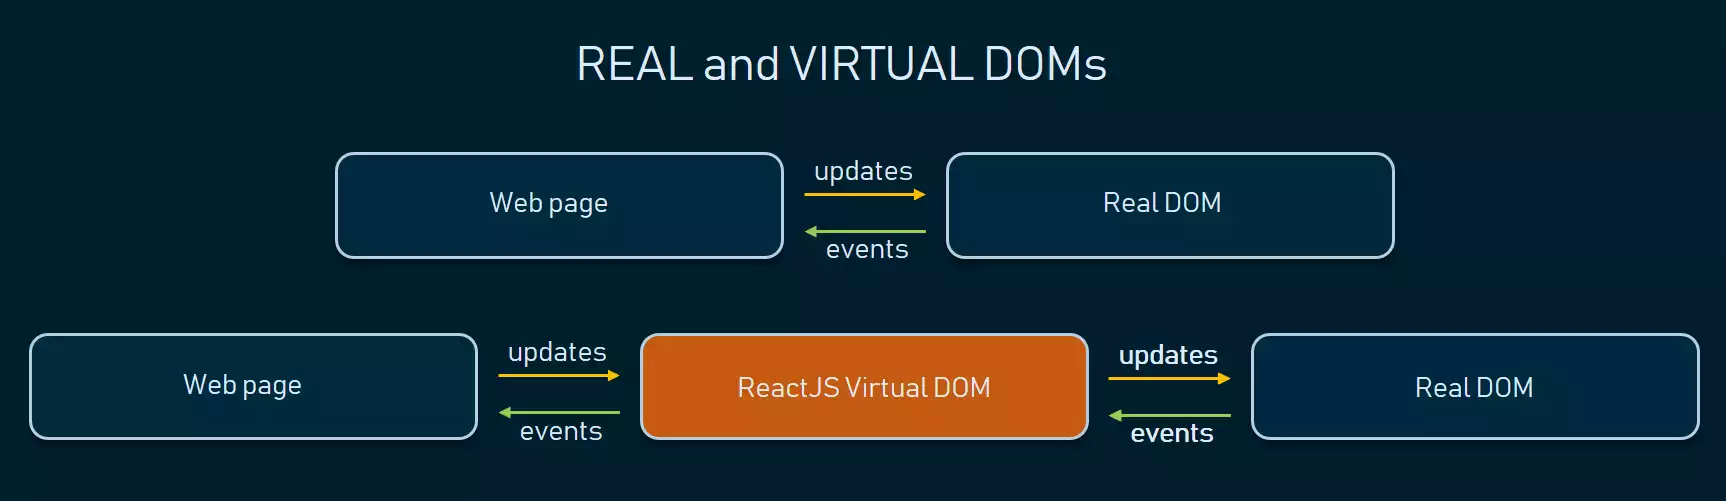 REAL and VIRTUAL DOMs
updates
Web page
Real DOM
events
updates
updates
Web page
ReactJS Virtual DOM
Real DOM
events
events